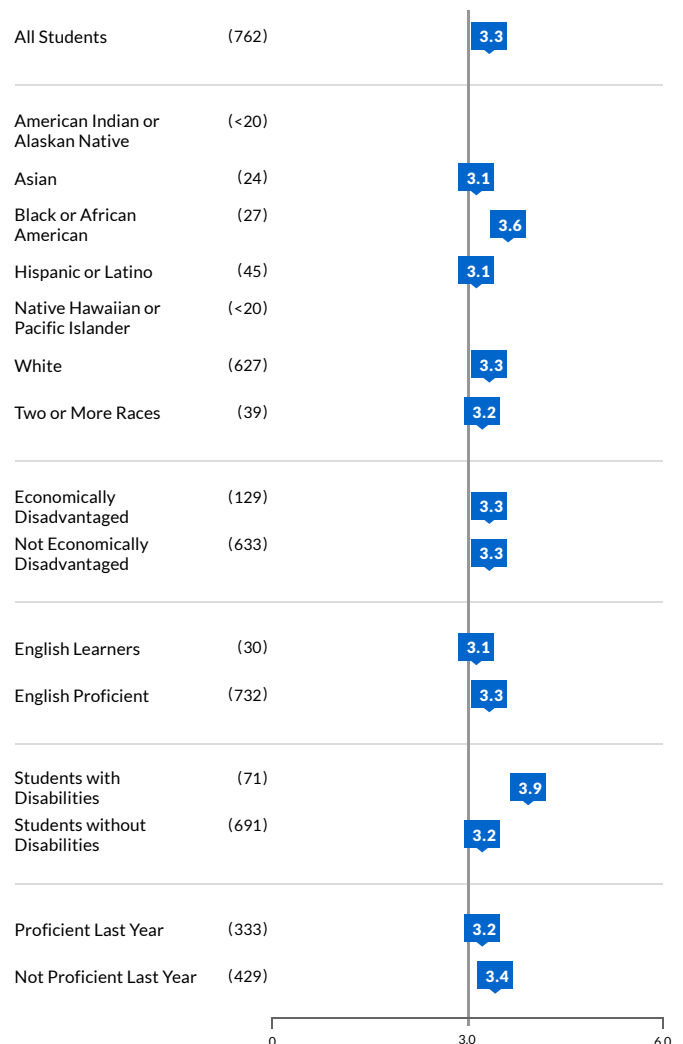 All Students (762) 3.3
American Indian or (<20)
Alaskan Native
Asian (24) 3.1
Black or African (27) 3.6
American
Hispanic or Latino (45) 3.1
Native Hawaiian or (<20)
Pacific Islander
White (627) 3.3
Two or More Races (39) 3.2
Economically (129) 3.3
Disadvantaged
Not Economically (633) 3.3
Disadvantaged
English Learners (30) 3.1
English Proficient (732) 3.3
Students with (71) 3.9
Disabilities
Students without (691) 3.2
Disabilities
Proficient Last Year (333) 3.2
Not Proficient Last Year (429) 3.4
0 3.0 6.0